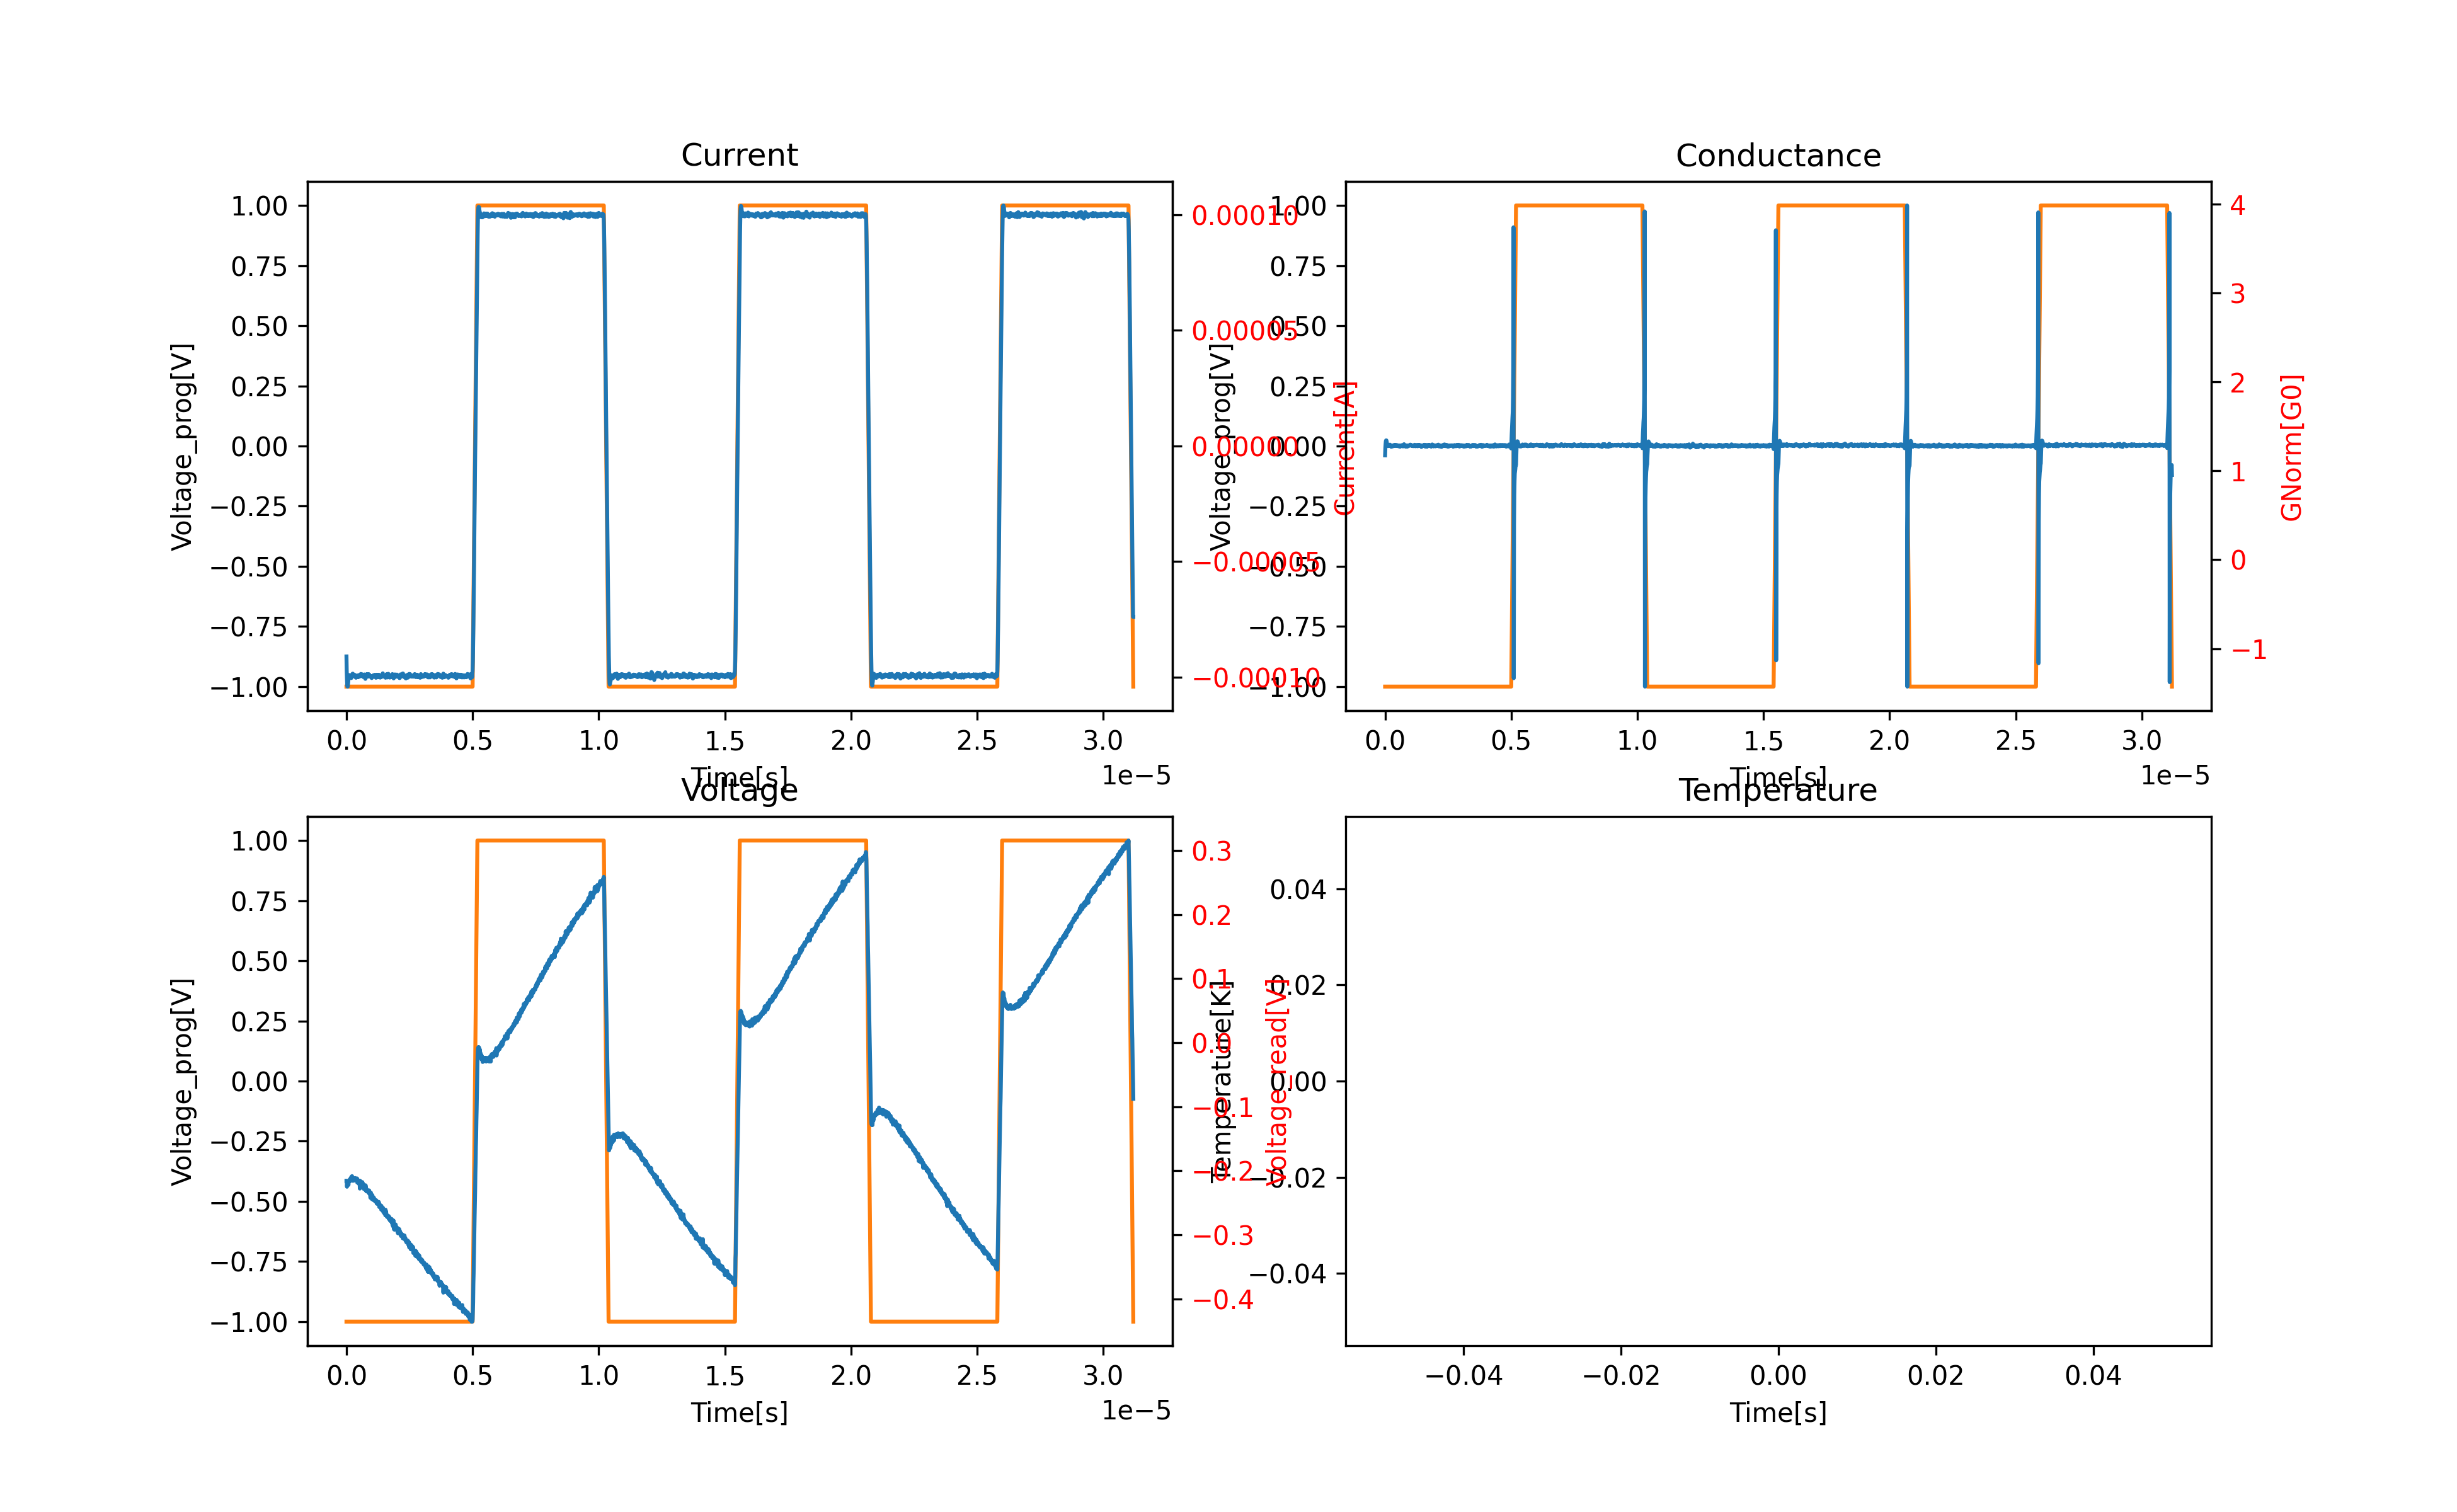 Current
Voltage_prog[V]
1.00
0.75
0.50
0.25
0.00
−0.25
−0.50
−0.75
−1.00
0.00010
0.00005
0.00000
−0.00005
−0.00010
Current[A]
0.0 0.5 1.0 1.5 2.0 2.5 3.0
1e−5
Time[s]
Conductance
Voltage_prog[V]
1.00
0.75
0.50
0.25
0.00
−0.25
−0.50
−0.75
−1.00
4
3
2
1
0
−1
GNorm[G0]
0.0 0.5 1.0 1.5 2.0 2.5 3.0
1e−5
Time[s]
Voltage
Voltage_prog[V]
1.00
0.75
0.50
0.25
0.00
−0.25
−0.50
−0.75
−1.00
0.3
0.2
0.1
0.0
−0.1
−0.2
−0.3
−0.4
Voltage_read[V]
0.0 0.5 1.0 1.5 2.0 2.5 3.0
1e−5
Time[s]
Temperature
Temperature[K]
0.04
0.02
0.00
−0.02
−0.04
−0.04 −0.02 0.00 0.02 0.04
Time[s]